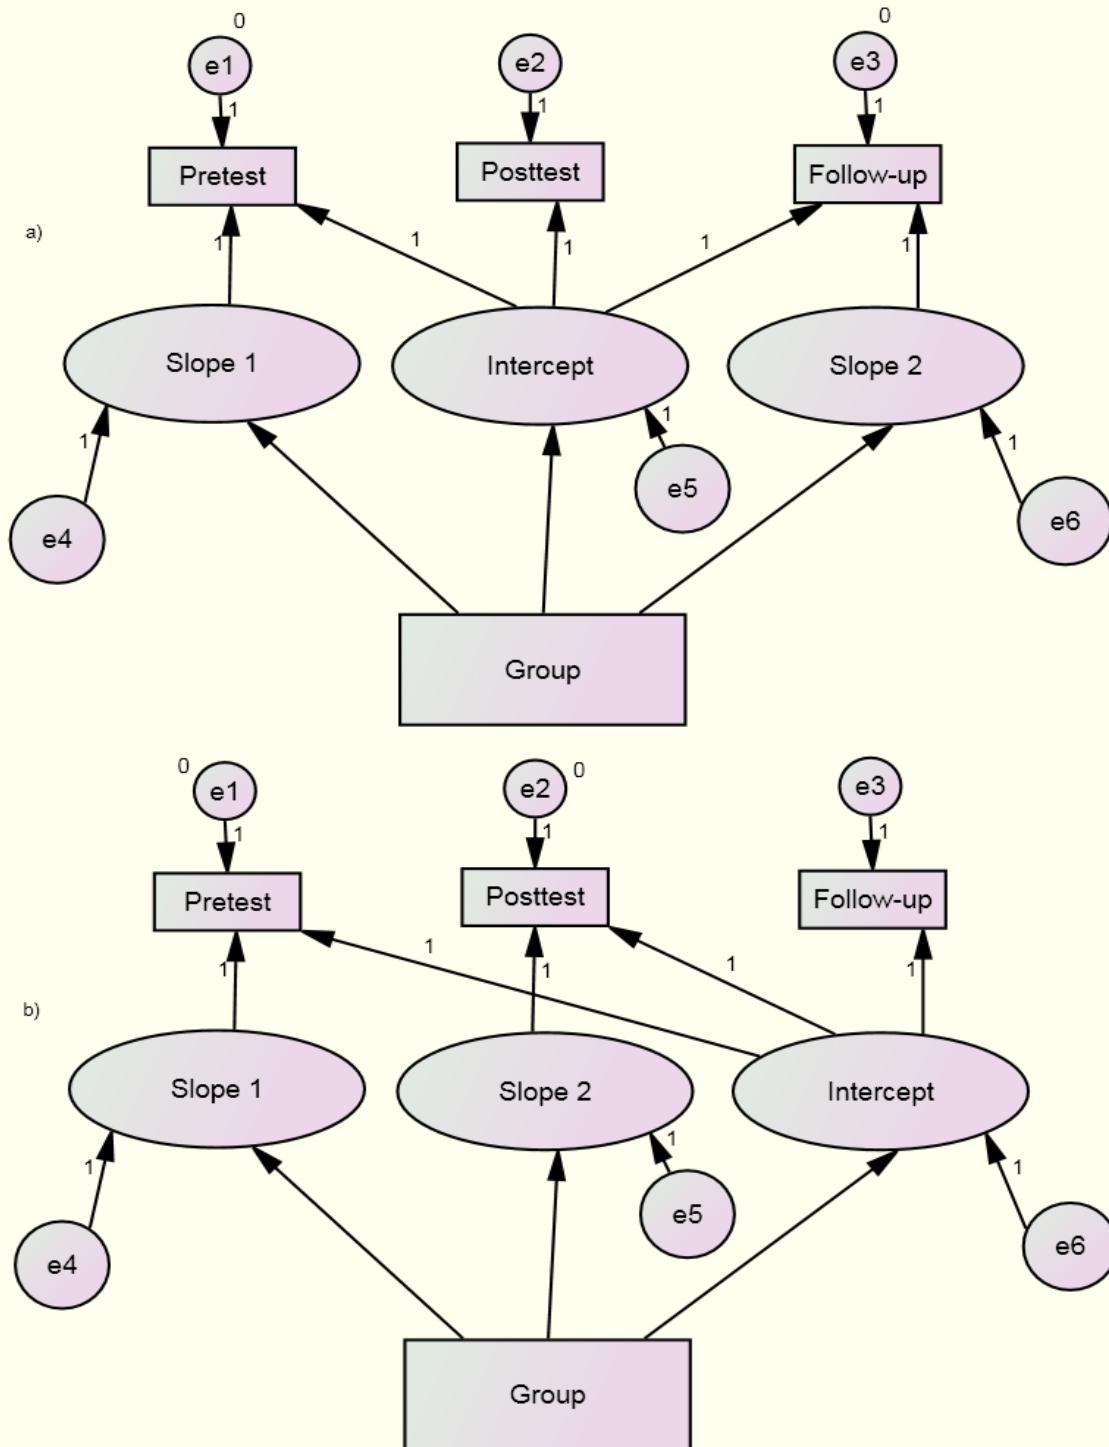 0
0
e1
e2
e3
1
1
1
Pretest
Posttest
Follow-up
a)
1
1
1
1
1
Slope 1
Intercept
Slope 2
1
1
1
e4
e5
e6
Group
0
0
e1
e2
e3
1
1
1
Pretest
Posttest
Follow-up
b)
1
1
1
1
1
Slope 1
Slope 2
Intercept
1
1
1
e4
e5
e6
Group